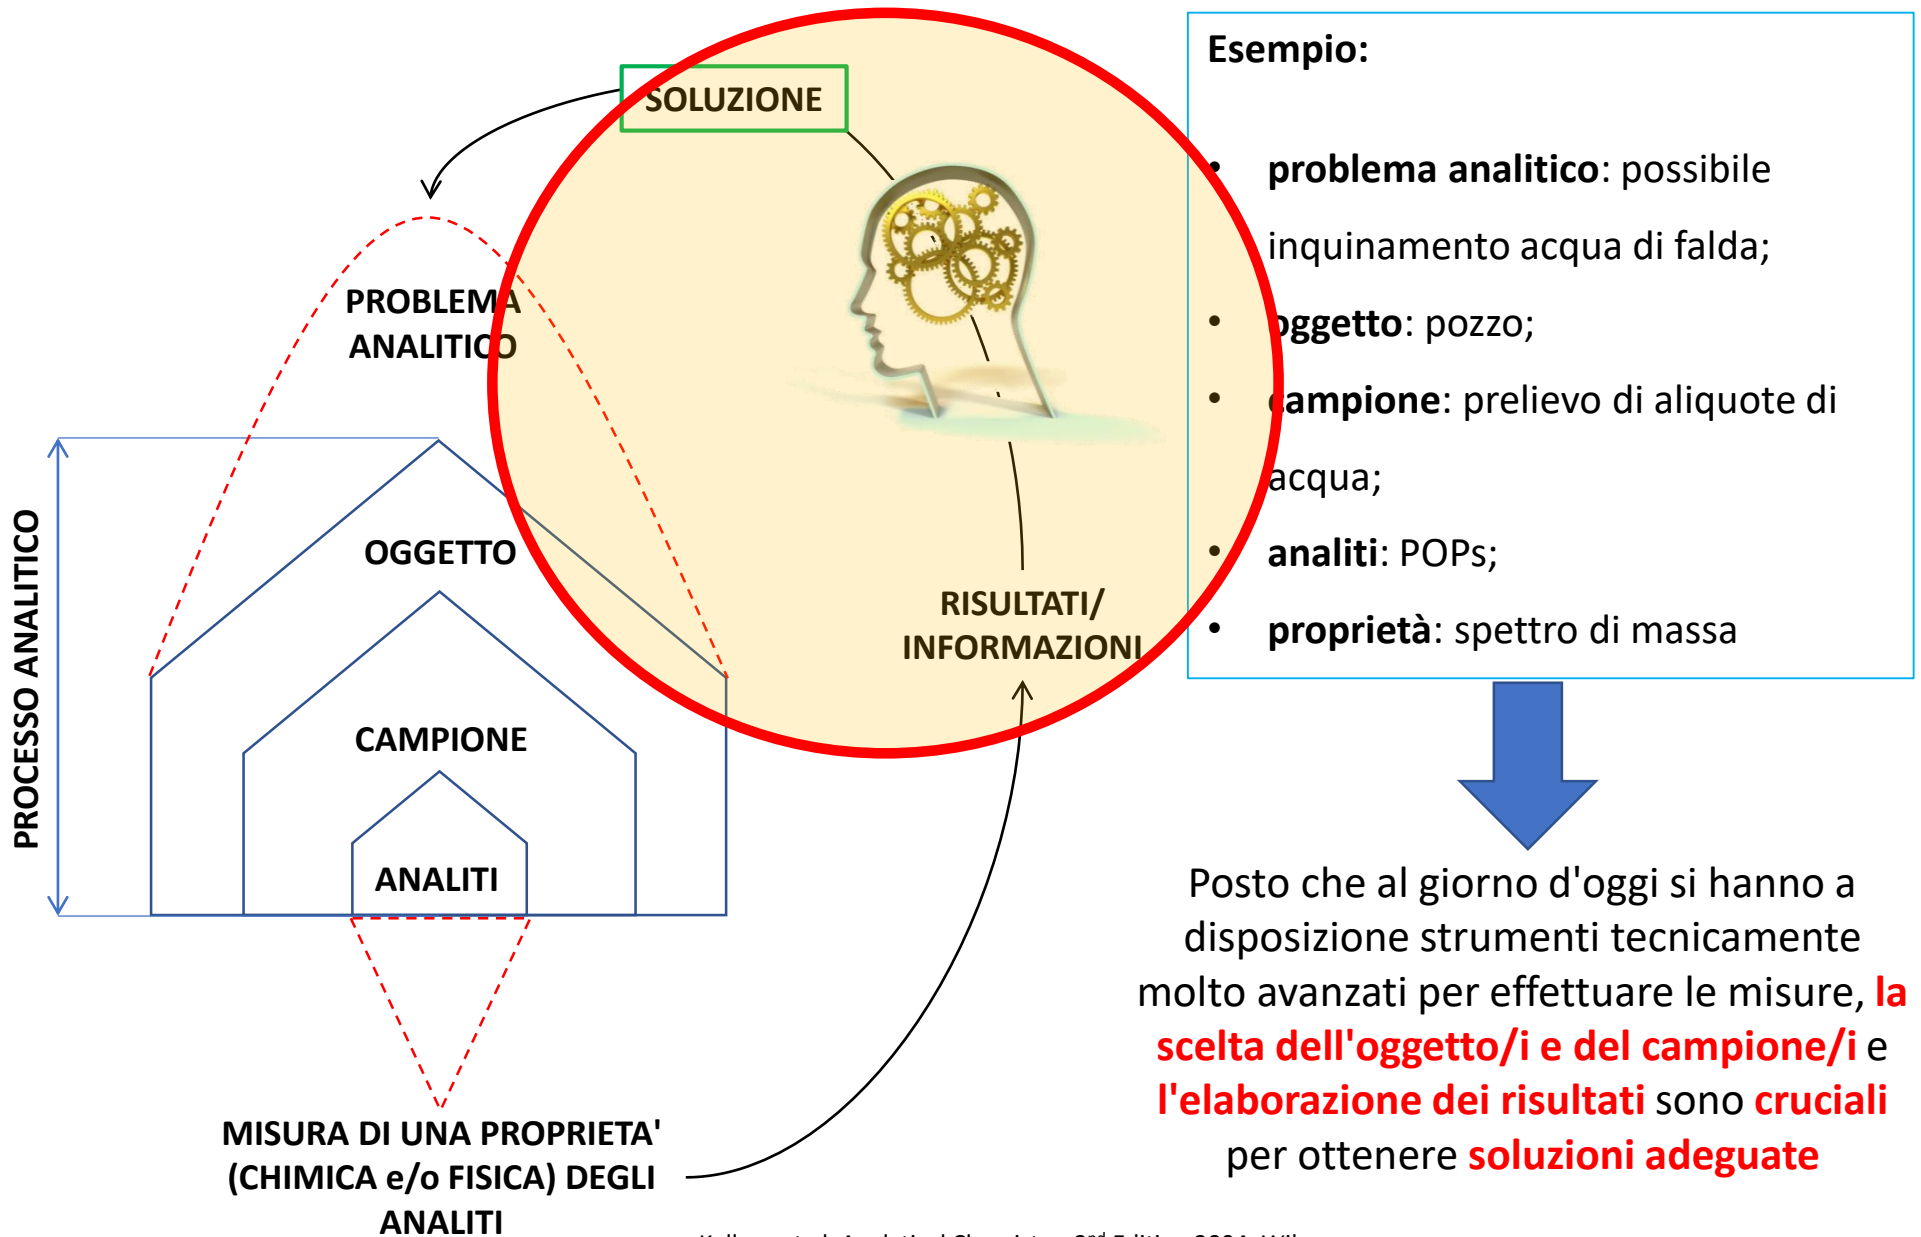 SOLUZIONE
PROBLEMA
ANALITICO
OGGETTO
CAMPIONE
ANALITI
PROCESSO ANALITICO
MISURA DI UNA PROPRIETA'
(CHIMICA e/o FISICA) DEGLI
ANALITI
RISULTATI/
INFORMAZIONI
Esempio:
• problema analitico: possibile
inquinamento acqua di falda;
• oggetto: pozzo;
• campione: prelievo di aliquote di
acqua;
• analiti: POPs;
• proprietà: spettro di massa
Posto che al giorno d'oggi si hanno a
disposizione strumenti tecnicamente
molto avanzati per effettuare le misure, la
scelta dell'oggetto/i e del campione/i e
l'elaborazione dei risultati sono cruciali
per ottenere soluzioni adeguate